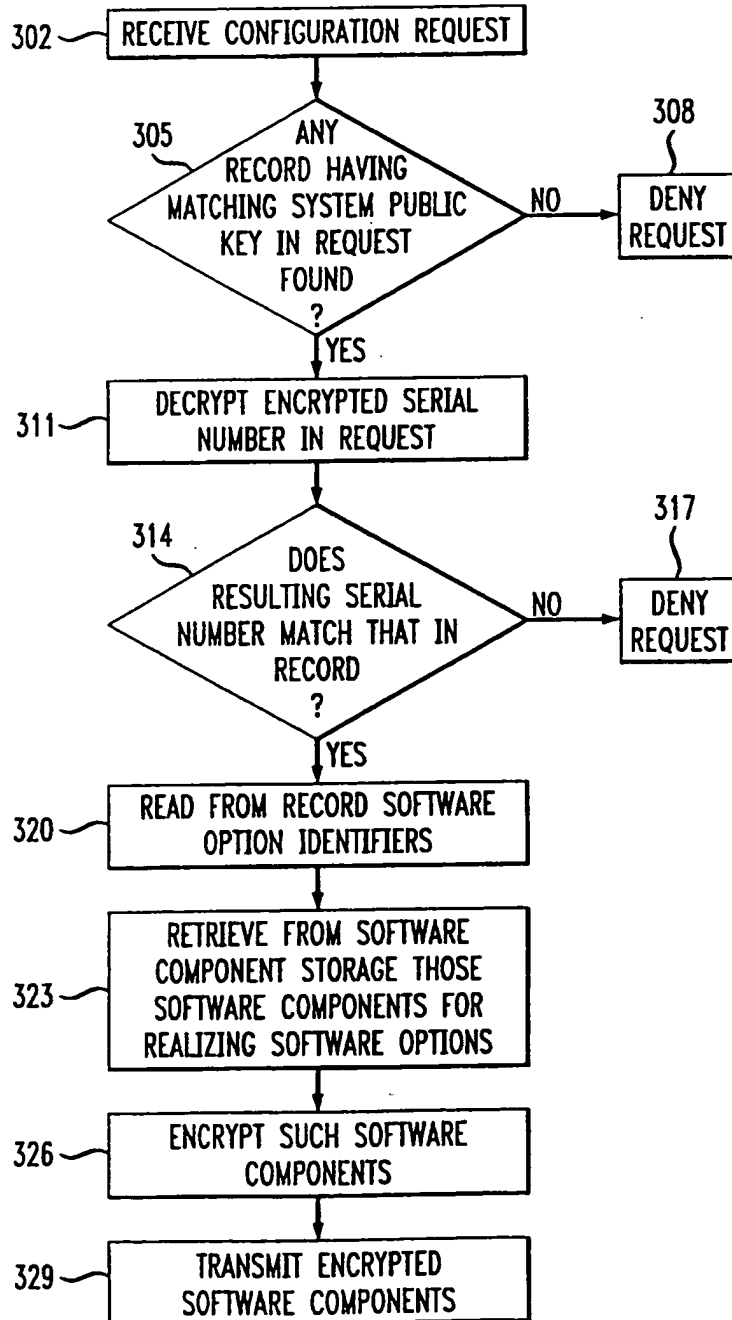 302
RECEIVE CONFIGURATION REQUEST
305
ANY
RECORD HAVING
MATCHING SYSTEM PUBLIC
KEY IN REQUEST
FOUND
?
NO
308
DENY
REQUEST
YES
311
DECRYPT ENCRYPTED SERIAL
NUMBER IN REQUEST
314
DOES
RESULTING SERIAL
NUMBER MATCH THAT IN
RECORD
?
NO
317
DENY
REQUEST
YES
320
READ FROM RECORD SOFTWARE
OPTION IDENTIFIERS
323
RETRIEVE FROM SOFTWARE
COMPONENT STORAGE THOSE
SOFTWARE COMPONENTS FOR
REALIZING SOFTWARE OPTIONS
326
ENCRYPT SUCH SOFTWARE
COMPONENTS
329
TRANSMIT ENCRYPTED
SOFTWARE COMPONENTS